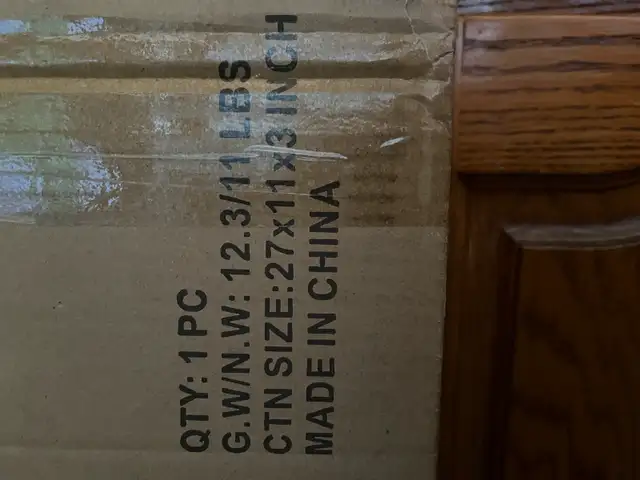 QTY: 1 PC
G.W/N.W: 12.3/11 LBS
CTN SIZE:27x11x3 INCH
MADE IN CHINA